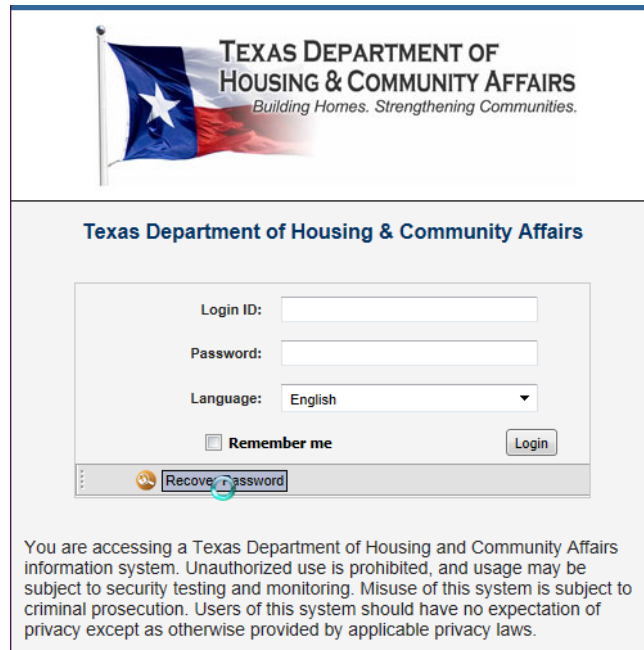 TEXAS DEPARTMENT OF
HOUSING & COMMUNITY AFFAIRS
Building Homes. Strengthening Communities.
Texas Department of Housing & Community Affairs
Login ID:
Password:
Language: English
Remember me Login
Recover Password
You are accessing a Texas Department of Housing and Community Affairs
information system. Unauthorized use is prohibited, and usage may be
subject to security testing and monitoring. Misuse of this system is subject to
criminal prosecution. Users of this system should have no expectation of
privacy except as otherwise provided by applicable privacy laws.